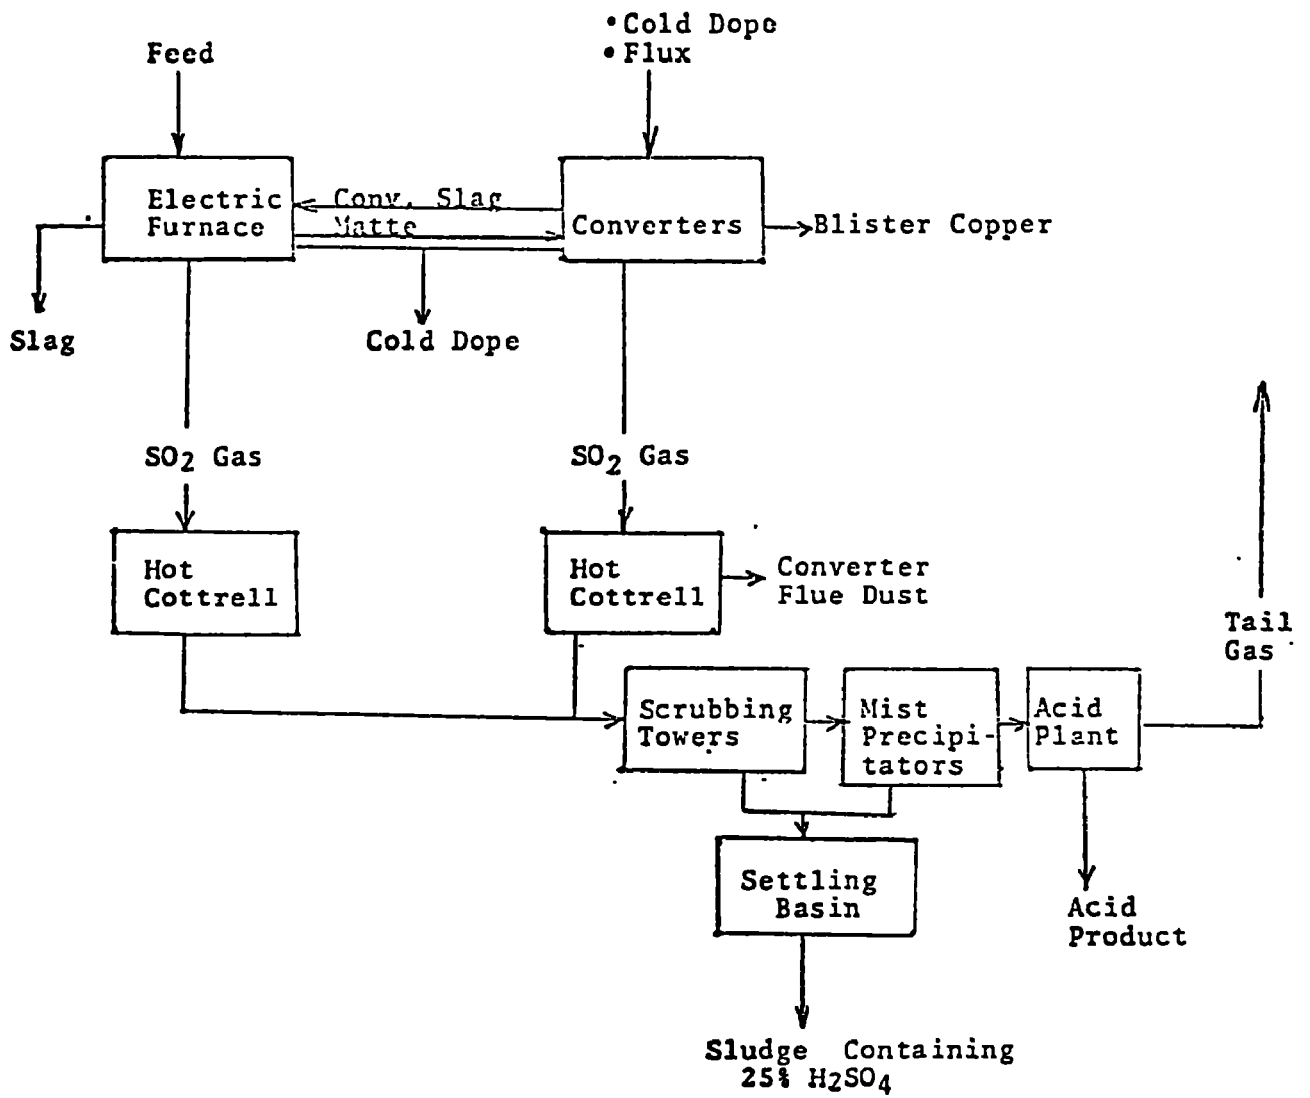 • Cold Dope
• Flux
Feed
Electric
Furnace
Conv. Slag
Matte
Converters
Blister Copper
Slag
Cold Dope
SO2 Gas
SO2 Gas
Hot
Cottrell
Hot
Cottrell
Converter
Flue Dust
Tail
Gas
Scrubbing
Towers
Mist
Precipi-
tators
Acid
Plant
Settling
Basin
Acid
Product
Sludge Containing
25% H2SO4